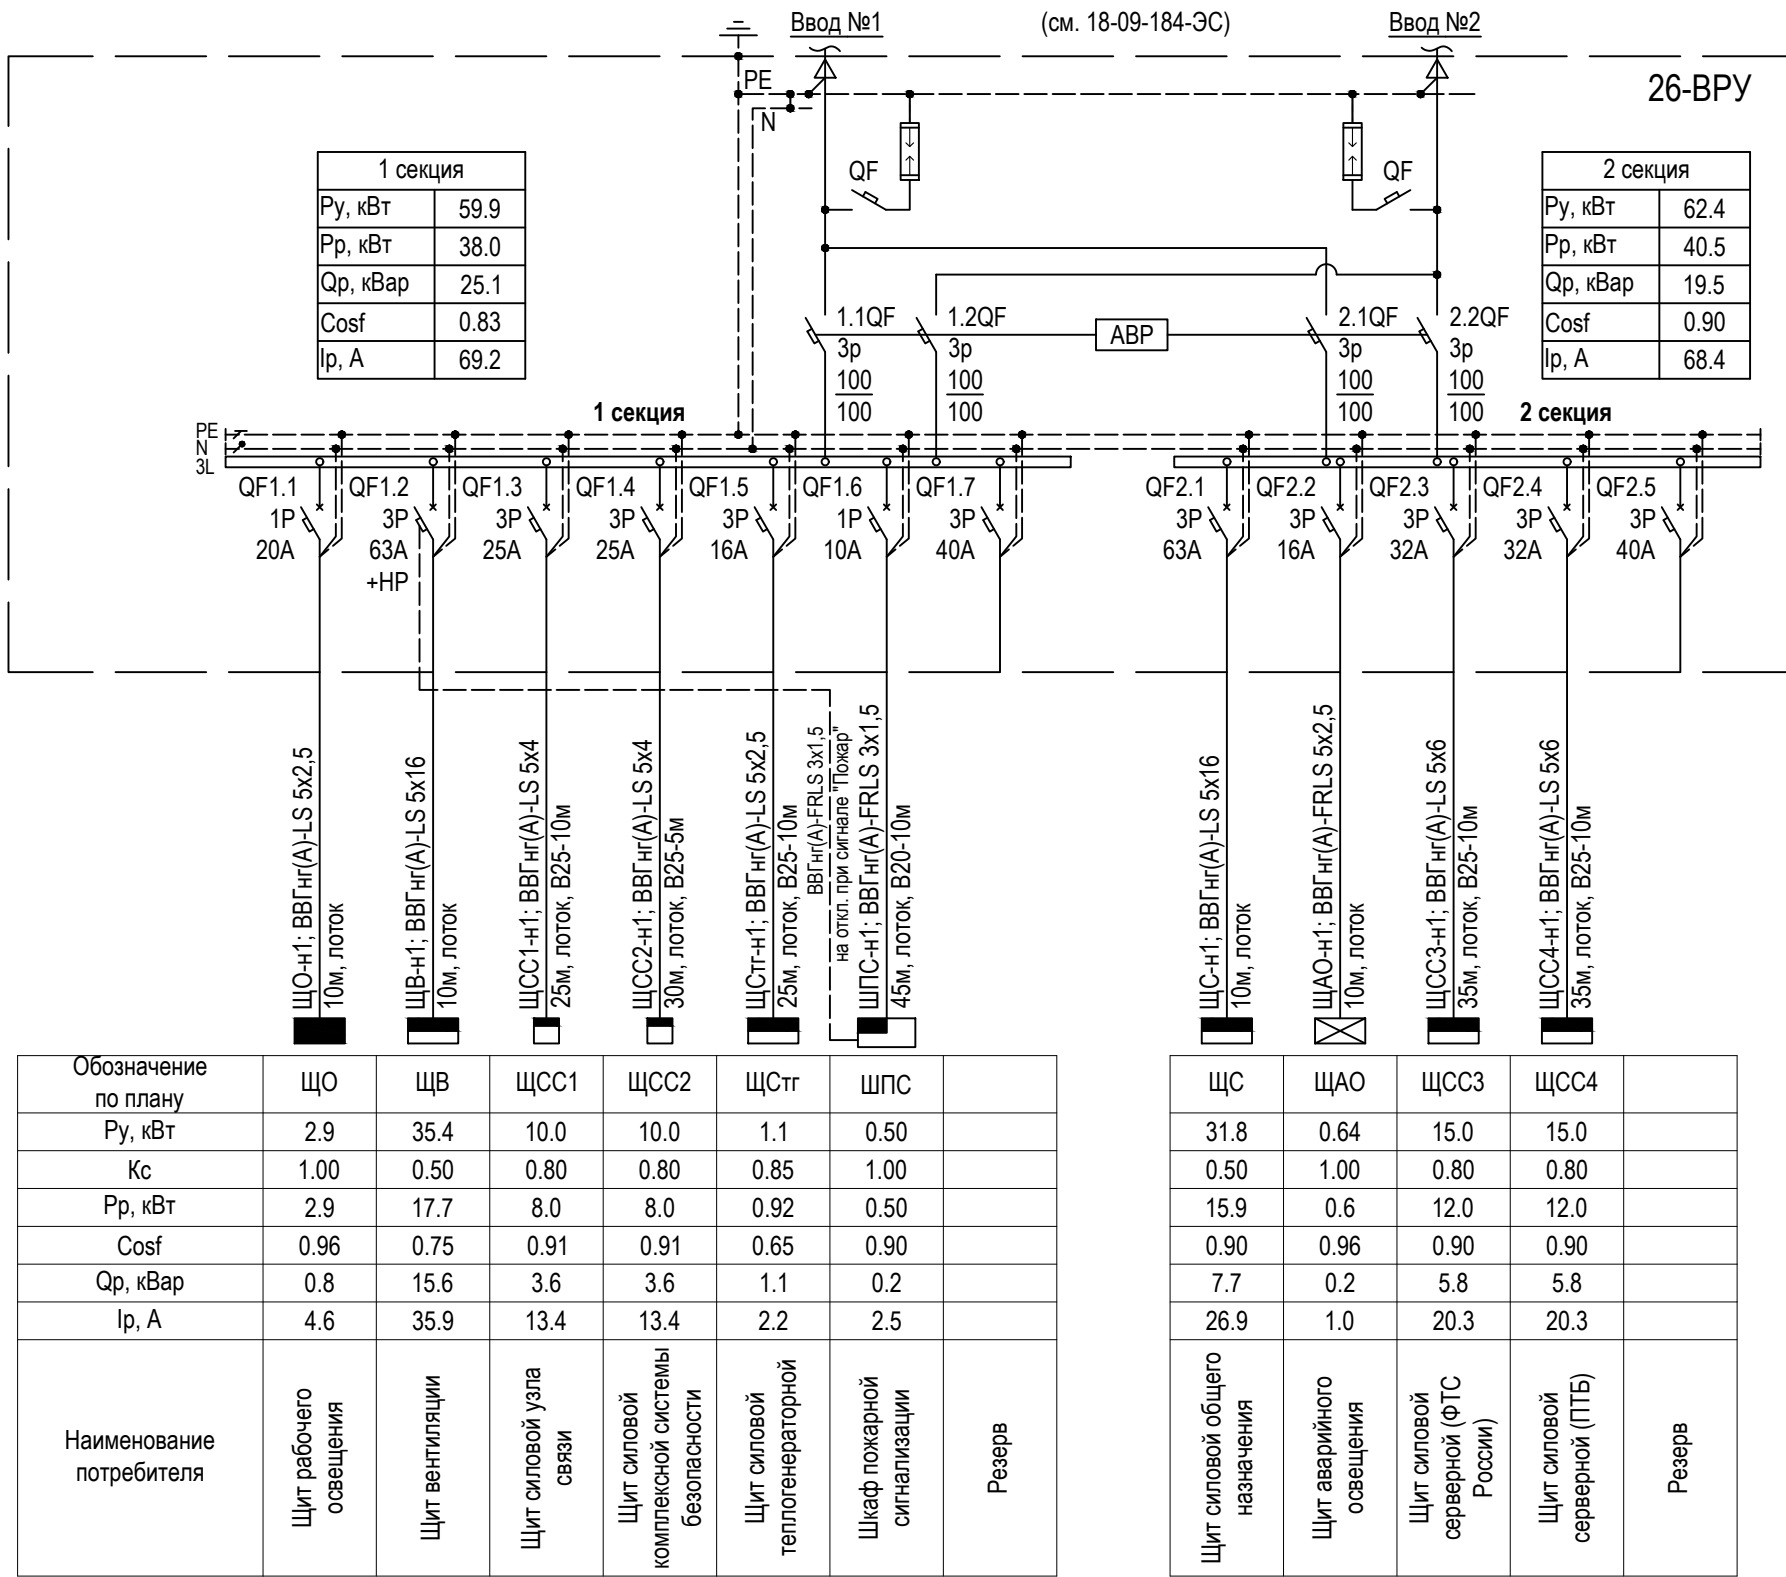 Ввод №1
(см. 18-09-184-ЭС)
Ввод №2
26-ВРУ
PE
N
QF
QF
1 секция
Ру, кВт 59.9
Рр, кВт 38.0
Qр, кВар 25.1
Cosf 0.83
Iр, А 69.2
2 секция
Ру, кВт 62.4
Рр, кВт 40.5
Qр, кВар 19.5
Cosf 0.90
Iр, А 68.4
1.1QF
3р
100
100
1.2QF
3р
100
100
АВР
2.1QF
3р
100
100
2.2QF
3р
100
100
1 секция
2 секция
PE
N
3L
QF1.1
1P
20A
QF1.2
3P
63A
+НР
QF1.3
3P
25A
QF1.4
3P
25A
QF1.5
3P
16A
QF1.6
1P
10A
QF1.7
3P
40A
QF2.1
3P
63A
QF2.2
3P
16A
QF2.3
3P
32A
QF2.4
3P
32A
QF2.5
3P
40A
ЩО-н1; ВВГнг(А)-LS 5х2,5
10м, лоток
ЩВ-н1; ВВГнг(А)-LS 5х16
10м, лоток
ЩСС1-н1; ВВГнг(А)-LS 5х4
25м, лоток, В25-10м
ЩСС2-н1; ВВГнг(А)-LS 5х4
30м, лоток, В25-5м
ЩСтг-н1; ВВГнг(А)-LS 5х2,5
25м, лоток, В25-10м
ВВГнг(А)-FRLS 3х1,5
на откл. при сигнале "Пожар"
ШПС-н1; ВВГнг(А)-FRLS 3х1,5
45м, лоток, В20-10м
ЩС-н1; ВВГнг(А)-LS 5х16
10м, лоток
ЩАО-н1; ВВГнг(А)-FRLS 5х2,5
10м, лоток
ЩСС3-н1; ВВГнг(А)-LS 5х6
35м, лоток, В25-10м
ЩСС4-н1; ВВГнг(А)-LS 5х6
35м, лоток, В25-10м
Обозначение
по плану
ЩО ЩВ ЩСС1 ЩСС2 ЩСтг ШПС ЩС ЩАО ЩСС3 ЩСС4
Ру, кВт 2.9 35.4 10.0 10.0 1.1 0.50 31.8 0.64 15.0 15.0
Кс 1.00 0.50 0.80 0.80 0.85 1.00 0.50 1.00 0.80 0.80
Рр, кВт 2.9 17.7 8.0 8.0 0.92 0.50 15.9 0.6 12.0 12.0
Cosf 0.96 0.75 0.91 0.91 0.65 0.90 0.90 0.96 0.90 0.90
Qр, кВар 0.8 15.6 3.6 3.6 1.1 0.2 7.7 0.2 5.8 5.8
Iр, А 4.6 35.9 13.4 13.4 2.2 2.5 26.9 1.0 20.3 20.3
Наименование
потребителя
Щит рабочего
освещения
Щит вентиляции
Щит силовой узла
связи
Щит силовой
комплексной системы
безопасности
Щит силовой
теплогенераторной
Шкаф пожарной
сигнализации
Резерв
Щит силовой общего
назначения
Щит аварийного
освещения
Щит силовой
серверной (ФТС
России)
Щит силовой
серверной (ПТБ)
Резерв